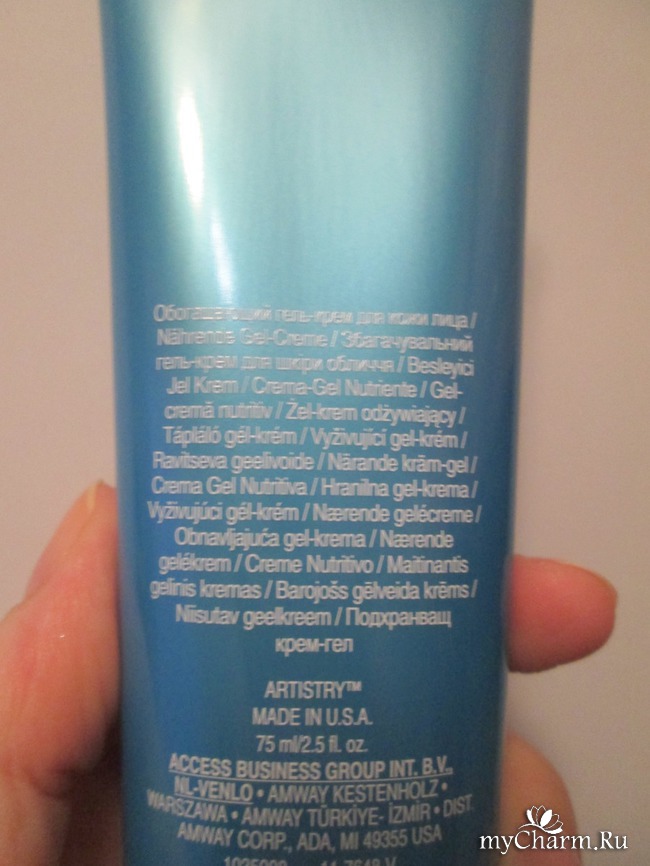 Обогащающий гель-крем для кожи лица /
Nährende Gel-Creme / Збагачувальний
гель-крем для шкіри обличчя / Besleyici
Jel Krem / Crema-Gel Nutriente / Gel-
cremă nutritiv / Żel-krem odżywiający /
Tápláló gél-krém / Vyživující gel-krém /
Ravitseva geelivoide / Närande kräm-gel /
Crema Gel Nutritiva / Hranilna gel-krema /
Vyživujúci gél-krém / Nærende gelécreme /
Obnavljajuća gel-krema / Nærende
gelékrem / Creme Nutritivo / Maitinantis
gelinis kremas / Barojošs gēlveida krēms /
Niisutav geelkreem / Подхранващ
крем-гел
ARTISTRY™
MADE IN U.S.A.
75 ml/2.5 fl. oz.
ACCESS BUSINESS GROUP INT. B.V.,
NL-VENLO • AMWAY KESTENHOLZ •
WARSZAWA • AMWAY TÜRKIYE- İZMİR • DIST.
AMWAY CORP., ADA, MI 49355 USA
myCharm.Ru